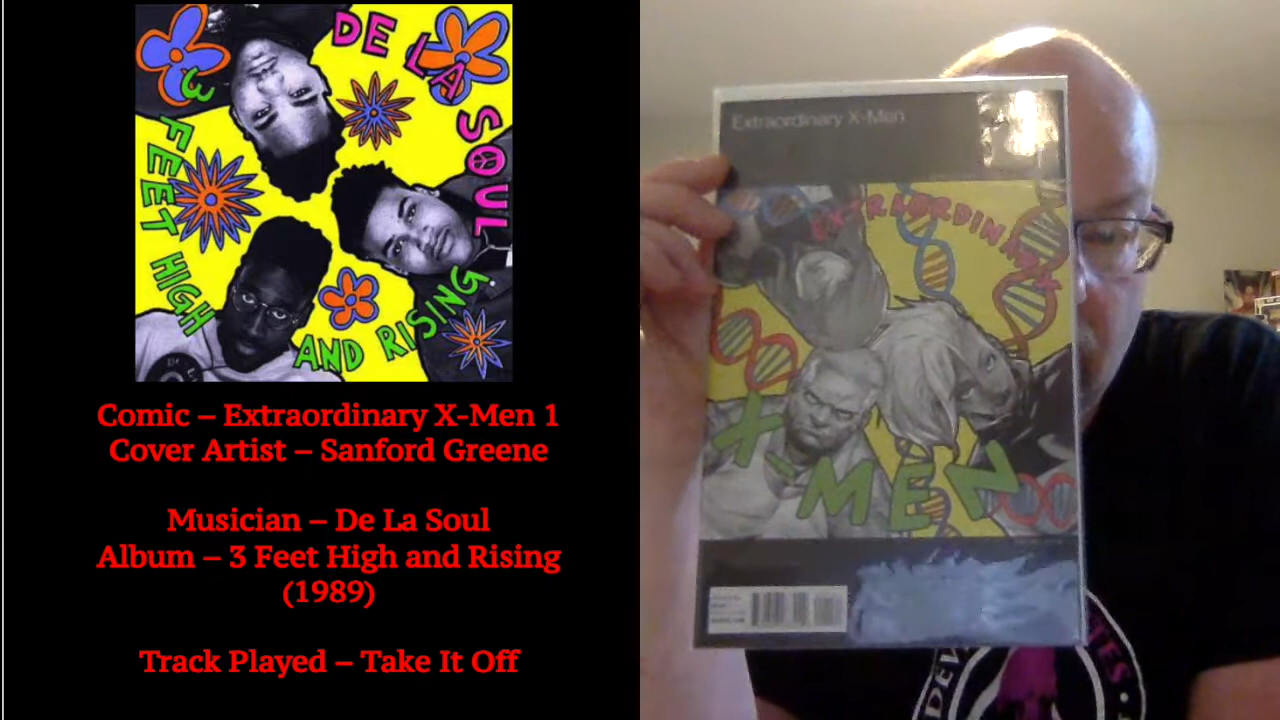 3 FEET HIGH AND RISING
DE LA SOUL
Comic – Extraordinary X-Men 1
Cover Artist – Sanford Greene
Musician – De La Soul
Album – 3 Feet High and Rising
(1989)
Track Played – Take It Off
Extraordinary X-Men
EXTRAORDINARY
X-MEN